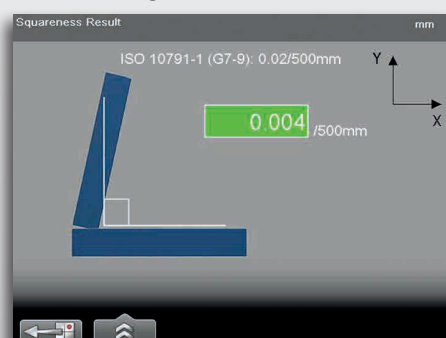 Squareness Result mm
ISO 10791-1 (G7-9): 0.02/500mm
Y
0.004 /500mm
X